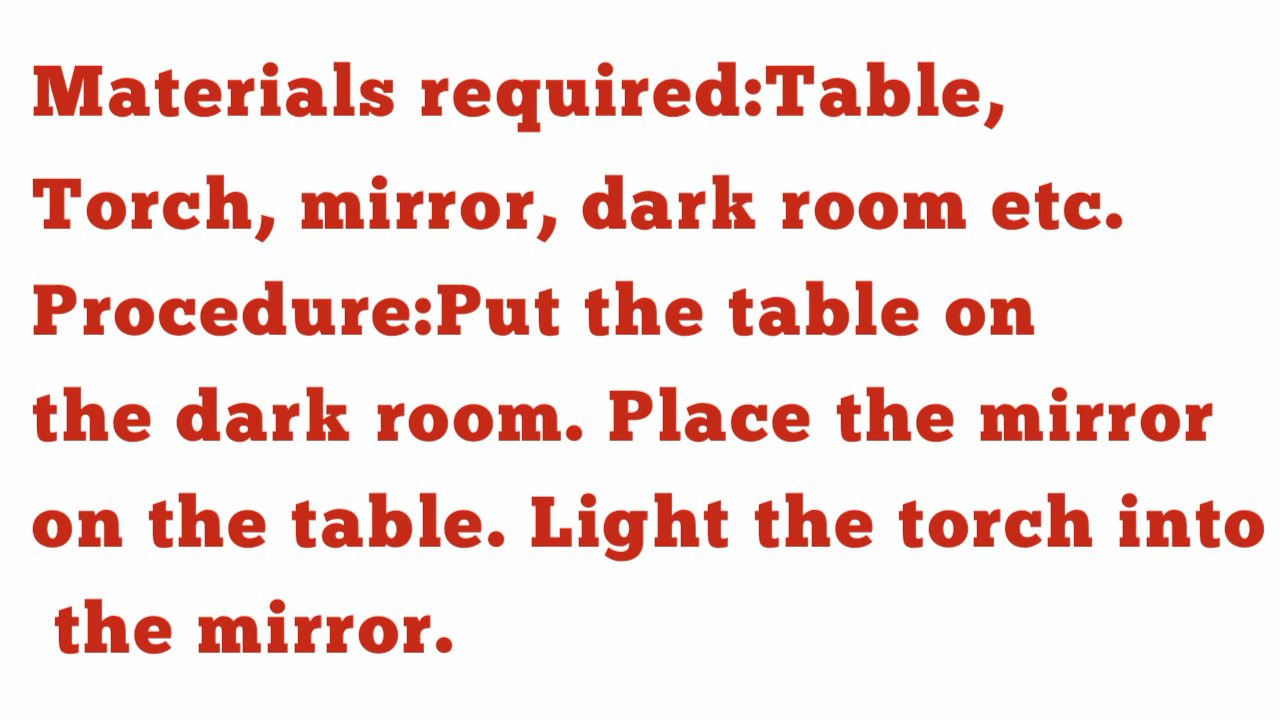 Materials required:Table,
Torch, mirror, dark room etc.
Procedure:Put the table on
the dark room. Place the mirror
on the table. Light the torch into
the mirror.